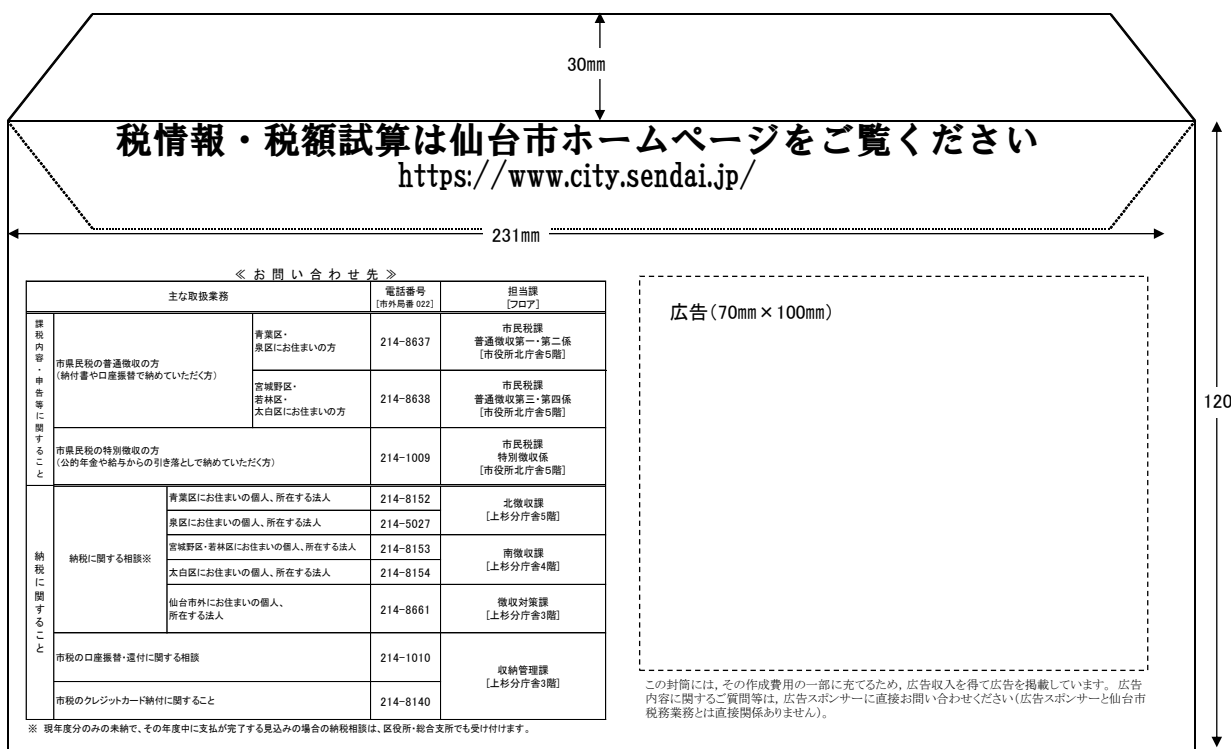 30mm
税情報・税額試算は仙台市ホームページをご覧ください
https://www.city.sendai.jp/
231mm
120
≪お問い合わせ先≫
主な取扱業務
電話番号
[市外局番 022]
担当課
[フロア]
課税内容・申告等に関すること
市県民税の普通徴収の方
(納付書や口座振替で納めていただく方)
青葉区・
泉区にお住まいの方
214-8637
市民税課
普通徴収第一・第二係
[市役所北庁舎5階]
宮城野区・
若林区・
太白区にお住まいの方
214-8638
市民税課
普通徴収第三・第四係
[市役所北庁舎5階]
市県民税の特別徴収の方
(公的年金や給与からの引き落としで納めていただく方)
214-1009
市民税課
特別徴収係
[市役所北庁舎5階]
納税に関すること
納税に関する相談※
青葉区にお住まいの個人、所在する法人
214-8152
北徴収課
[上杉分庁舎5階]
泉区にお住まいの個人、所在する法人
214-5027
宮城野区・若林区にお住まいの個人、所在する法人
214-8153
南徴収課
[上杉分庁舎4階]
太白区にお住まいの個人、所在する法人
214-8154
仙台市外にお住まいの個人、
所在する法人
214-8661
徴収対策課
[上杉分庁舎3階]
市税の口座振替・還付に関する相談
214-1010
収納管理課
[上杉分庁舎3階]
市税のクレジットカード納付に関すること
214-8140
※ 現年度分のみの未納で、その年度中に支払が完了する見込みの場合の納税相談は、区役所・総合支所でも受け付けます。
広告(70mm×100mm)
この封筒には，その作成費用の一部に充てるため，広告収入を得て広告を掲載しています。 広告
内容に関するご質問等は，広告スポンサーに直接お問い合わせください（広告スポンサーと仙台市
税務業務とは直接関係ありません）。